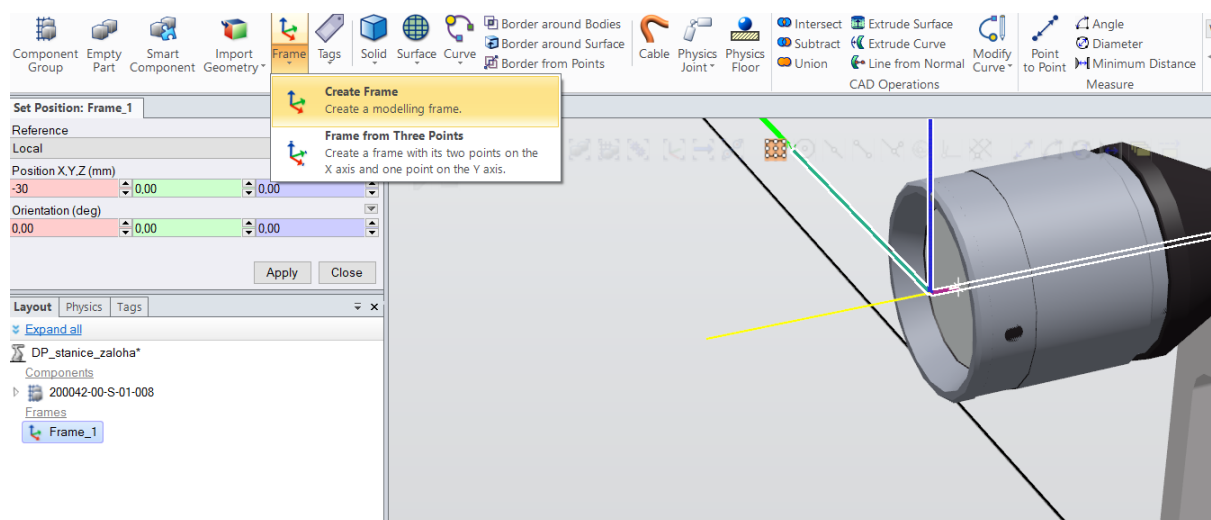 Component Group
Empty Part
Smart Component
Import Geometry
Frame
Tags
Solid
Surface
Curve
Border around Bodies
Border around Surface
Border from Points
Cable
Physics Joint
Physics Floor
Intersect
Subtract
Union
Extrude Surface
Extrude Curve
Line from Normal
Modify Curve
CAD Operations
Point to Point
Angle
Diameter
Minimum Distance
Measure
Create Frame
Create a modelling frame.
Frame from Three Points
Create a frame with its two points on the
X axis and one point on the Y axis.
Set Position: Frame_1
Reference
Local
Position X,Y,Z (mm)
-30 0,00 0,00
Orientation (deg)
0,00 0,00 0,00
Apply Close
Layout Physics Tags
Expand all
DP_stanice_zaloha*
Components
200042-00-S-01-008
Frames
Frame_1